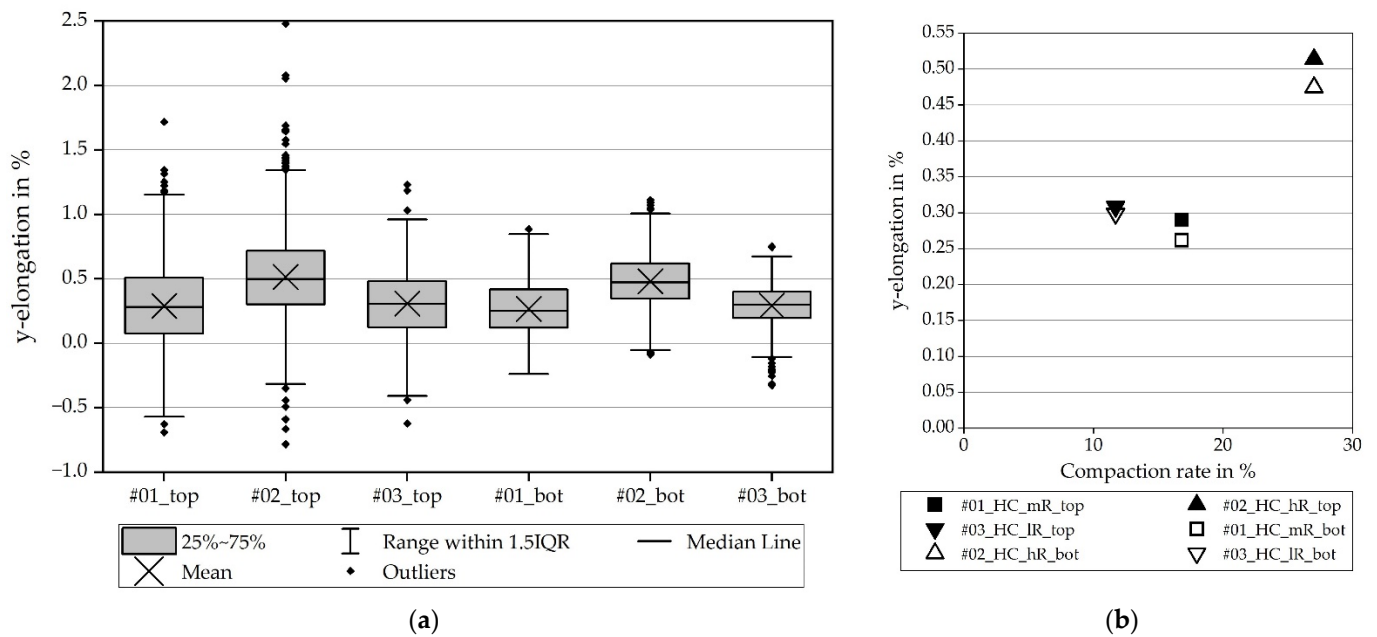 2.5
2.0
1.5
1.0
0.5
0.0
−0.5
−1.0
y-elongation in %
#01_top #02_top #03_top #01_bot #02_bot #03_bot
25%~75% Range within 1.5IQR Median Line
Mean Outliers
(a)
0.55
0.50
0.45
0.40
0.35
0.30
0.25
0.20
0.15
0.10
0.05
0.00
y-elongation in %
0 10 20 30
Compaction rate in %
#01_HC_mR_top #02_HC_hR_top
#03_HC_lR_top #01_HC_mR_bot
#02_HC_hR_bot #03_HC_lR_bot
(b)